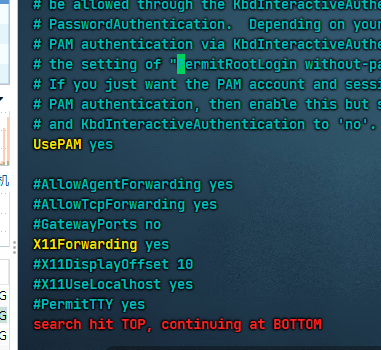 # be allowed through the KbdInteractiveAuthe
# PasswordAuthentication. Depending on your
# PAM authentication via KbdInteractiveAuthe
# the setting of "PermitRootLogin without-pa
# If you just want the PAM account and sessi
# PAM authentication, then enable this but s
# and KbdInteractiveAuthentication to 'no'.
UsePAM yes
#AllowAgentForwarding yes
#AllowTcpForwarding yes
#GatewayPorts no
X11Forwarding yes
#X11DisplayOffset 10
#X11UseLocalhost yes
#PermitTTY yes
search hit TOP, continuing at BOTTOM
机
G
G
G